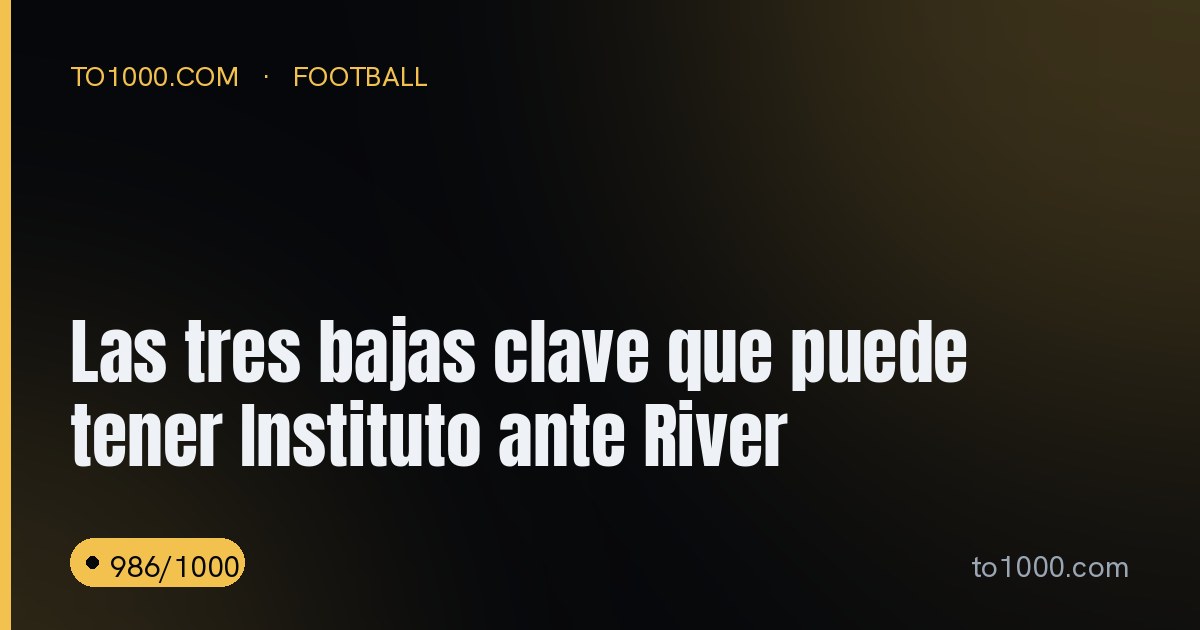 TO1000.COM · FOOTBALL
Las tres bajas clave que puede
tener Instituto ante River
986/1000
to1000.com